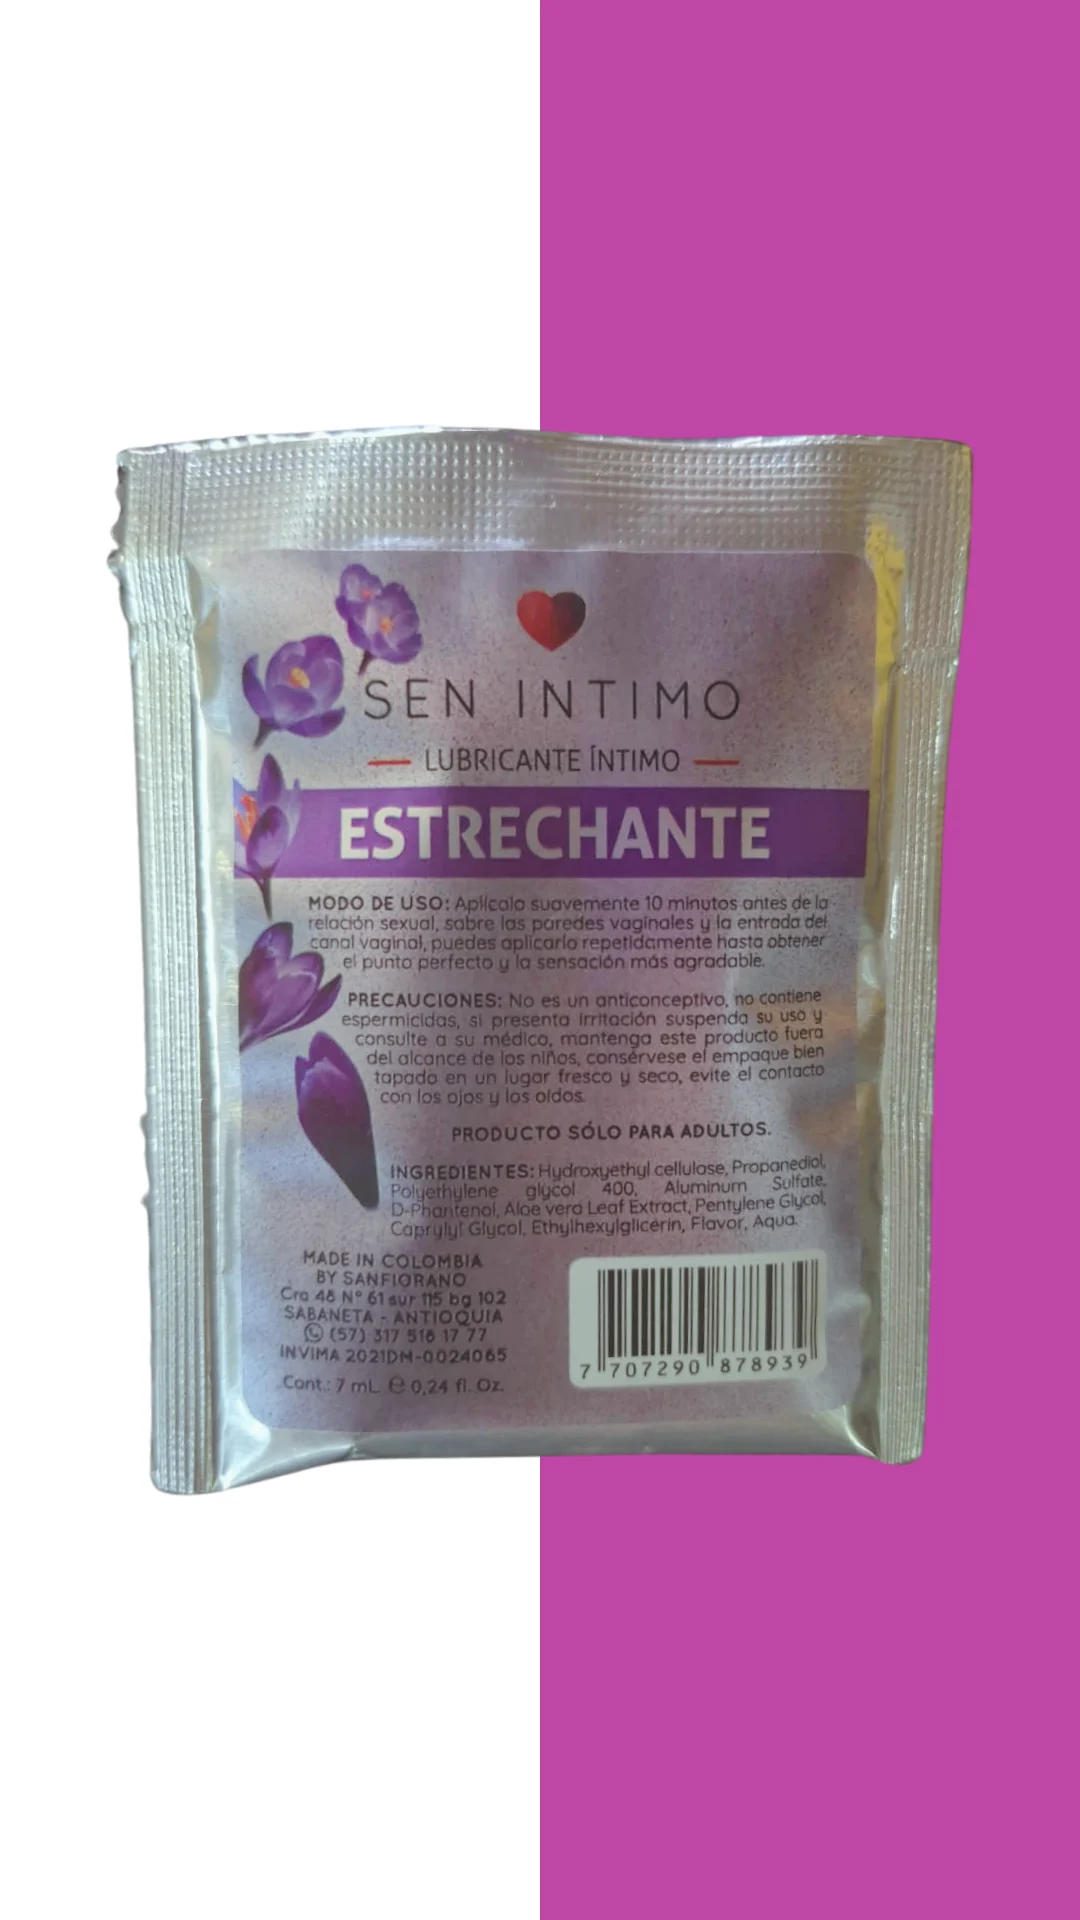 SEN INTIMO
LUBRICANTE ÍNTIMO
ESTRECHANTE
MODO DE USO: Aplícalo suavemente 10 minutos antes de la
relación sexual, sobre las paredes vaginales y la entrada del
canal vaginal, puedes aplicarlo repetidamente hasta obtener
el punto perfecto y la sensación más agradable.
PRECAUCIONES: No es un anticonceptivo, no contiene
espermicidas, si presenta irritación suspenda su uso y
consulte a su médico, mantenga este producto fuera
del alcance de los niños, consérvese el empaque bien
tapado en un lugar fresco y seco, evite el contacto
con los ojos y los oídos.
PRODUCTO SÓLO PARA ADULTOS.
INGREDIENTES: Hydroxyethyl cellulase, Propanediol,
Polyethylene glycol 400, Aluminum Sulfate,
D-Phantenol, Aloe vera Leaf Extract, Pentylene Glycol,
Caprylyl Glycol, Ethylhexylglicerin, Flavor, Aqua.
MADE IN COLOMBIA
BY SANFIORANO
Cra 48 N° 61 sur 115 bg 102
SABANETA - ANTIOQUIA
(57) 317 518 17 77
INVIMA 2021DM-0024065
Cont.: 7 mL ℮ 0,24 fl. Oz.
7 707290 878939